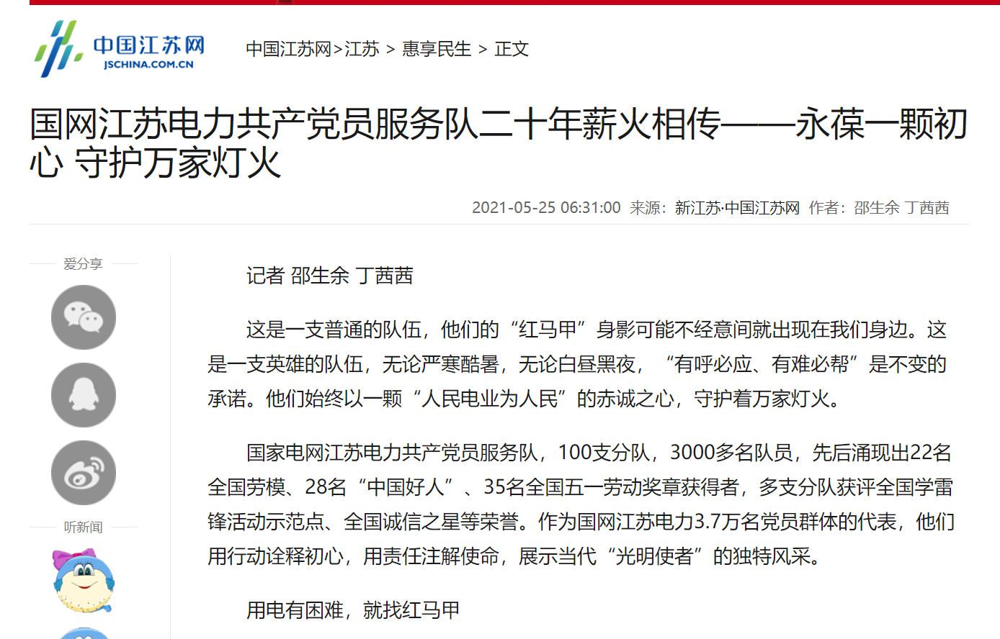 中国江苏网
JSCHINA.COM.CN
中国江苏网>江苏 > 惠享民生 > 正文
国网江苏电力共产党员服务队二十年薪火相传——永葆一颗初
心 守护万家灯火
2021-05-25 06:31:00 来源：新江苏·中国江苏网 作者：邵生余 丁茜茜
爱分享
记者 邵生余 丁茜茜
这是一支普通的队伍，他们的“红马甲”身影可能不经意间就出现在我们身边。这
是一支英雄的队伍，无论严寒酷暑，无论白昼黑夜，“有呼必应、有难必帮”是不变的
承诺。他们始终以一颗“人民电业为人民”的赤诚之心，守护着万家灯火。
国家电网江苏电力共产党员服务队，100支分队，3000多名队员，先后涌现出22名
全国劳模、28名“中国好人”、35名全国五一劳动奖章获得者，多支分队获评全国学雷
锋活动示范点、全国诚信之星等荣誉。作为国网江苏电力3.7万名党员群体的代表，他们
用行动诠释初心，用责任注解使命，展示当代“光明使者”的独特风采。
听新闻
用电有困难，就找红马甲